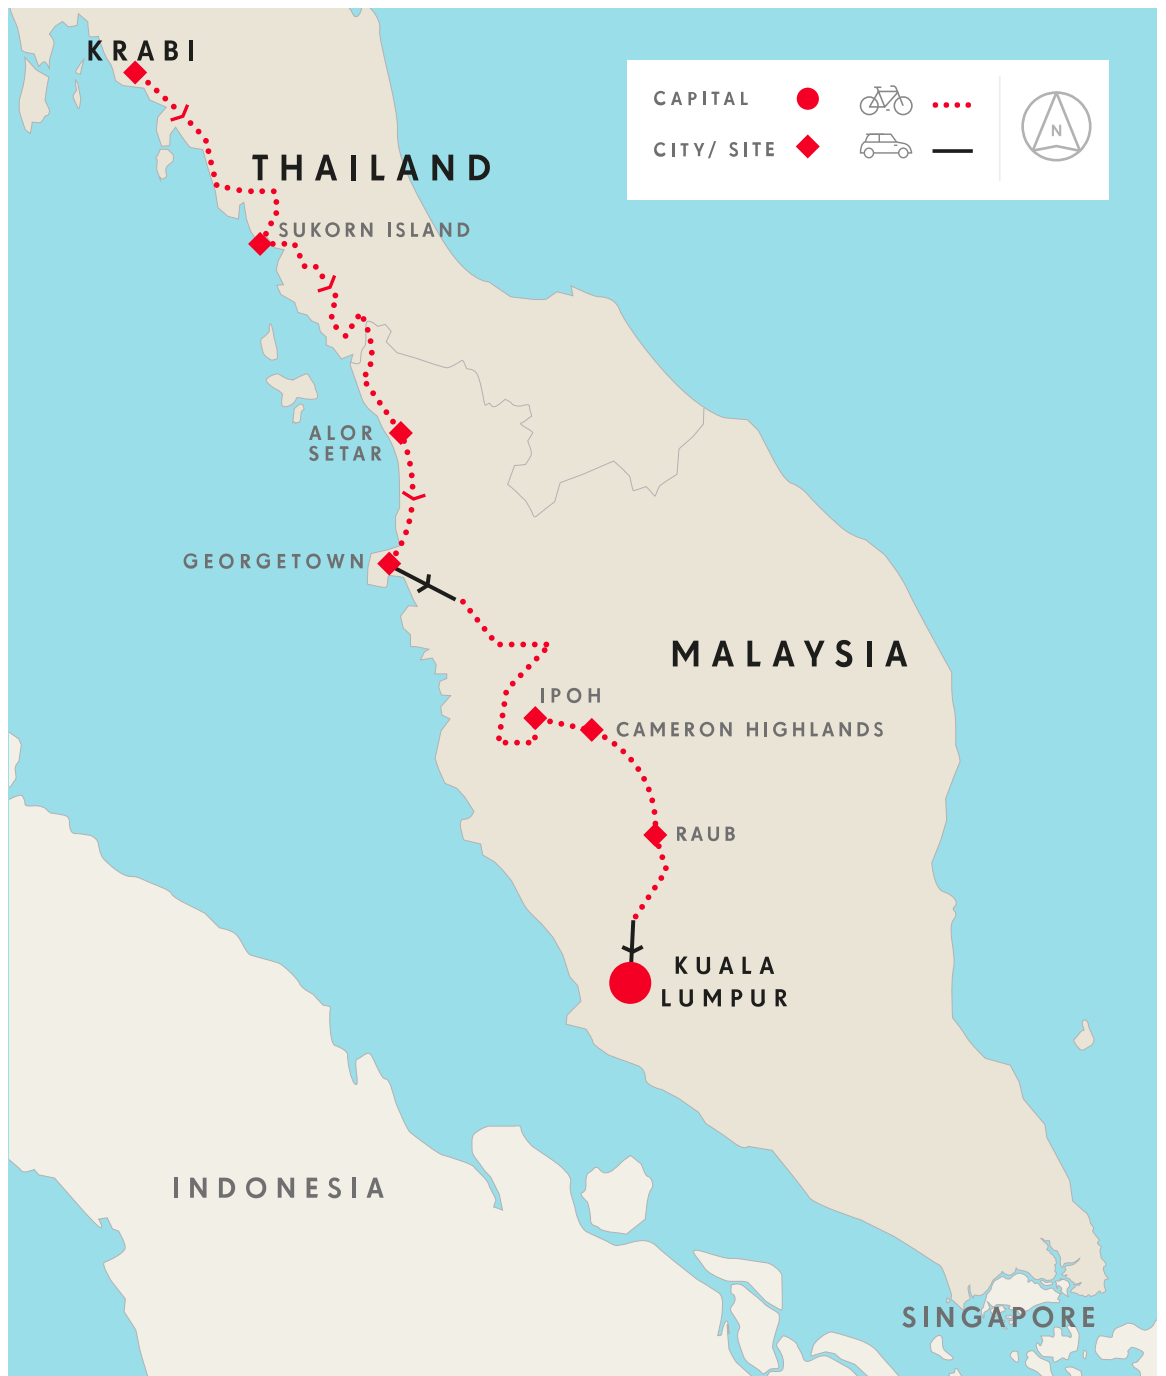 KRABI
CAPITAL
CITY/ SITE
N
THAILAND
SUKORN ISLAND
ALOR
SETAR
GEORGETOWN
MALAYSIA
IPOH
CAMERON HIGHLANDS
RAUB
KUALA
LUMPUR
INDONESIA
SINGAPORE